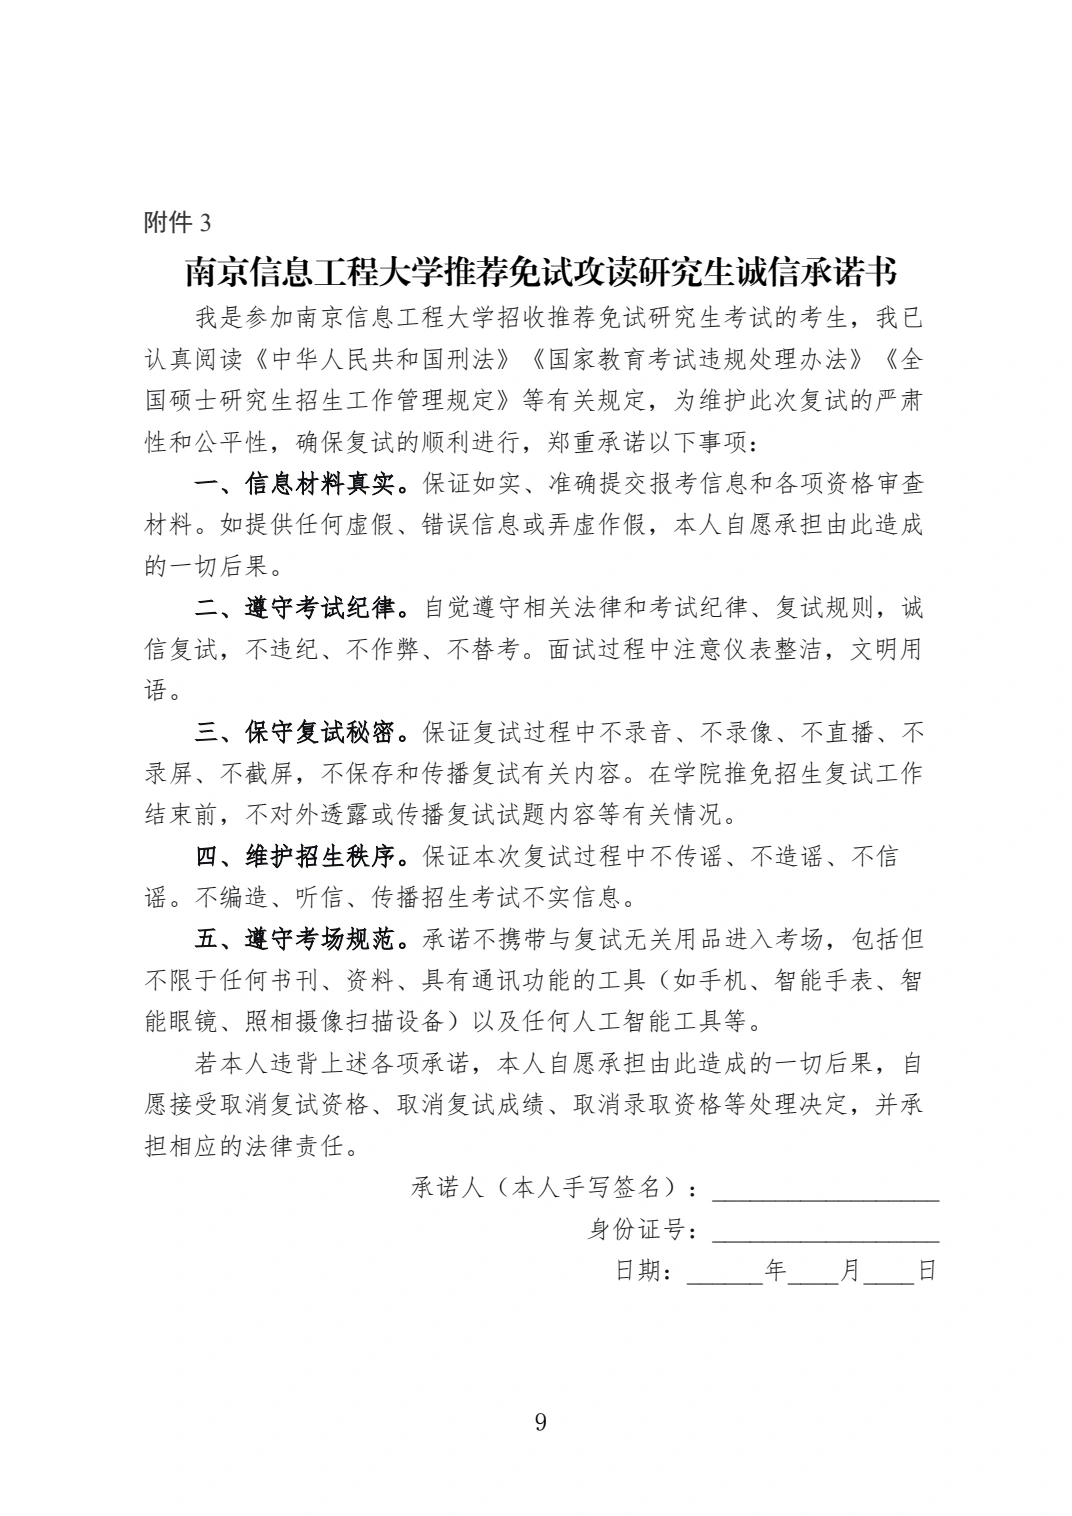 附件 3
南京信息工程大学推荐免试攻读研究生诚信承诺书
我是参加南京信息工程大学招收推荐免试研究生考试的考生，我已
认真阅读《中华人民共和国刑法》《国家教育考试违规处理办法》《全
国硕士研究生招生工作管理规定》等有关规定，为维护此次复试的严肃
性和公平性，确保复试的顺利进行，郑重承诺以下事项：
一、信息材料真实。保证如实、准确提交报考信息和各项资格审查
材料。如提供任何虚假、错误信息或弄虚作假，本人自愿承担由此造成
的一切后果。
二、遵守考试纪律。自觉遵守相关法律和考试纪律、复试规则，诚
信复试，不违纪、不作弊、不替考。面试过程中注意仪表整洁，文明用
语。
三、保守复试秘密。保证复试过程中不录音、不录像、不直播、不
录屏、不截屏，不保存和传播复试有关内容。在学院推免招生复试工作
结束前，不对外透露或传播复试试题内容等有关情况。
四、维护招生秩序。保证本次复试过程中不传谣、不造谣、不信
谣。不编造、听信、传播招生考试不实信息。
五、遵守考场规范。承诺不携带与复试无关用品进入考场，包括但
不限于任何书刊、资料、具有通讯功能的工具（如手机、智能手表、智
能眼镜、照相摄像扫描设备）以及任何人工智能工具等。
若本人违背上述各项承诺，本人自愿承担由此造成的一切后果，自
愿接受取消复试资格、取消复试成绩、取消录取资格等处理决定，并承
担相应的法律责任。
承诺人（本人手写签名）：__________________
身份证号：__________________
日期：______年____月____日
9